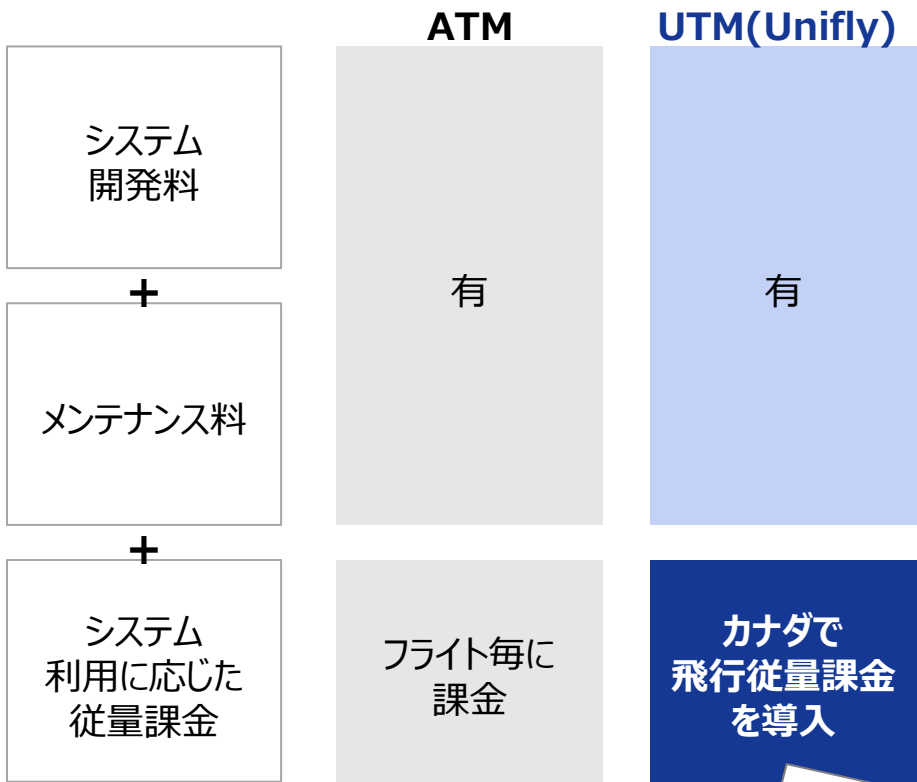 ATM
UTM(Unifly)
システム
開発料
+
メンテナンス料
+
システム
利用に応じた
従量課金
有
フライト毎に
課金
有
カナダで
飛行従量課金
を導入